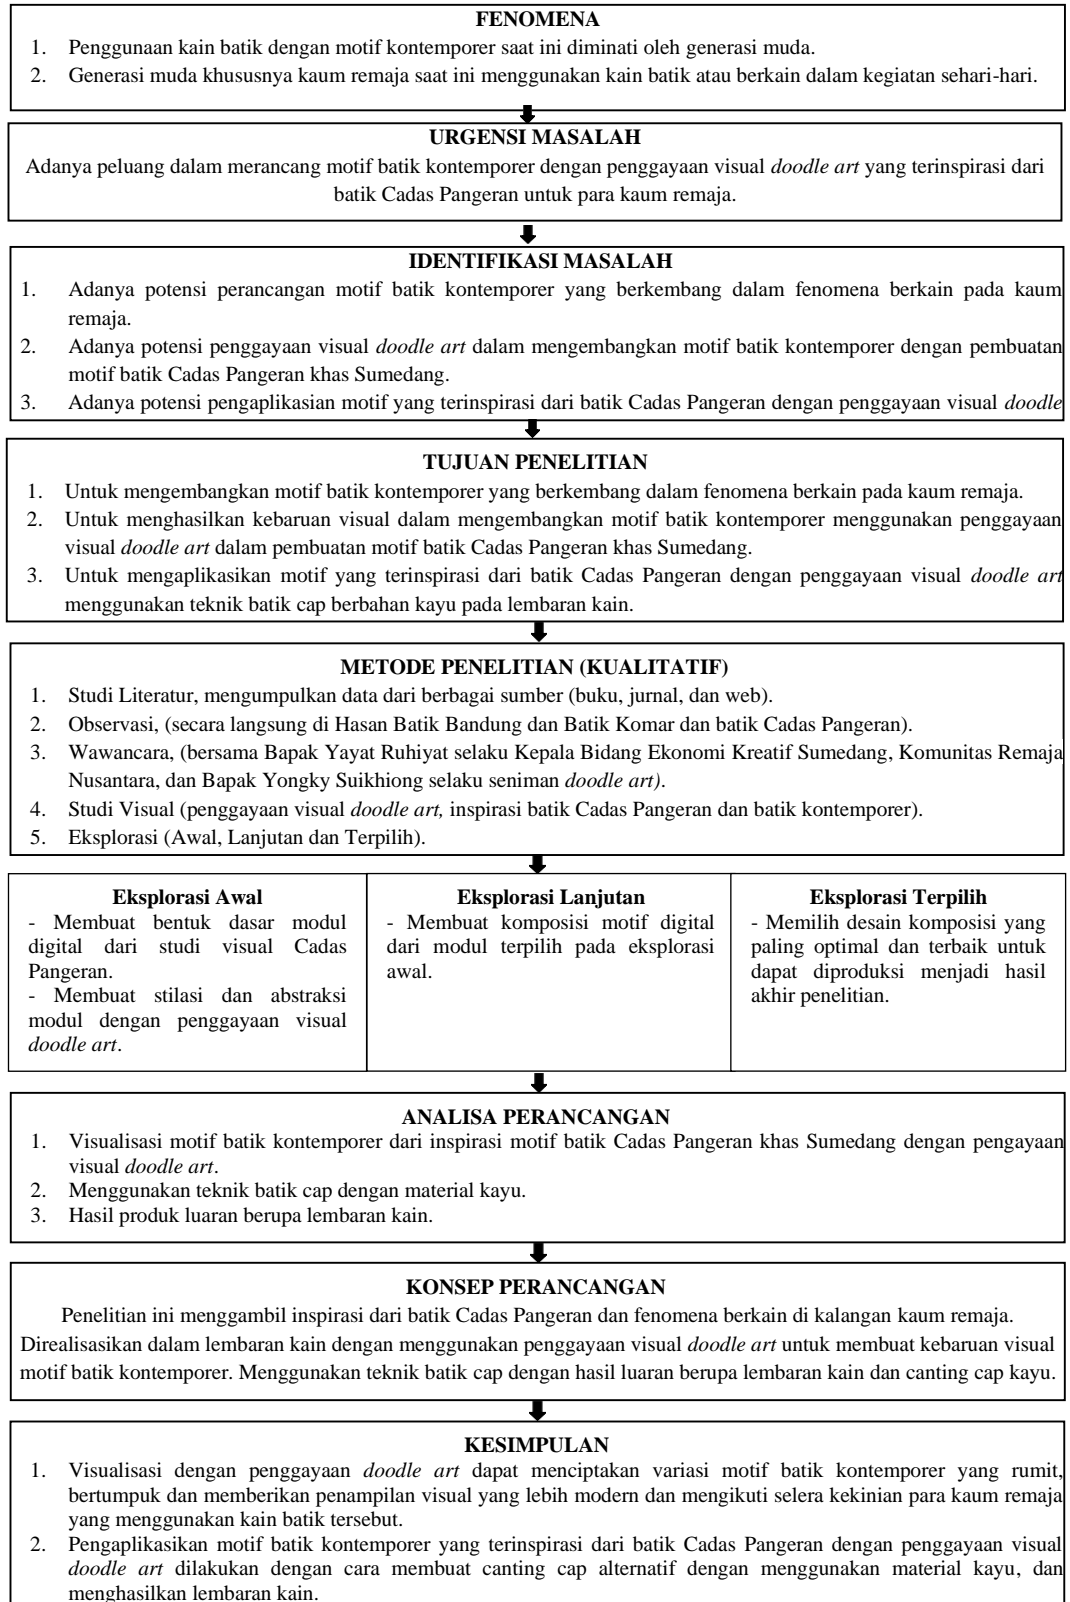 FENOMENA
1. Penggunaan kain batik dengan motif kontemporer saat ini diminati oleh generasi muda.
2. Generasi muda khususnya kaum remaja saat ini menggunakan kain batik atau berkain dalam kegiatan sehari-hari.
URGENSI MASALAH
Adanya peluang dalam merancang motif batik kontemporer dengan penggayaan visual doodle art yang terinspirasi dari
batik Cadas Pangeran untuk para kaum remaja.
IDENTIFIKASI MASALAH
1. Adanya potensi perancangan motif batik kontemporer yang berkembang dalam fenomena berkain pada kaum
remaja.
2. Adanya potensi penggayaan visual doodle art dalam mengembangkan motif batik kontemporer dengan pembuatan
motif batik Cadas Pangeran khas Sumedang.
3. Adanya potensi pengaplikasian motif yang terinspirasi dari batik Cadas Pangeran dengan penggayaan visual doodle
TUJUAN PENELITIAN
1. Untuk mengembangkan motif batik kontemporer yang berkembang dalam fenomena berkain pada kaum remaja.
2. Untuk menghasilkan kebaruan visual dalam mengembangkan motif batik kontemporer menggunakan penggayaan
visual doodle art dalam pembuatan motif batik Cadas Pangeran khas Sumedang.
3. Untuk mengaplikasikan motif yang terinspirasi dari batik Cadas Pangeran dengan penggayaan visual doodle art
menggunakan teknik batik cap berbahan kayu pada lembaran kain.
METODE PENELITIAN (KUALITATIF)
1. Studi Literatur, mengumpulkan data dari berbagai sumber (buku, jurnal, dan web).
2. Observasi, (secara langsung di Hasan Batik Bandung dan Batik Komar dan batik Cadas Pangeran).
3. Wawancara, (bersama Bapak Yayat Ruhiyat selaku Kepala Bidang Ekonomi Kreatif Sumedang, Komunitas Remaja
Nusantara, dan Bapak Yongky Suikhiong selaku seniman doodle art).
4. Studi Visual (penggayaan visual doodle art, inspirasi batik Cadas Pangeran dan batik kontemporer).
5. Eksplorasi (Awal, Lanjutan dan Terpilih).
Eksplorasi Awal
- Membuat bentuk dasar modul
digital dari studi visual Cadas
Pangeran.
- Membuat stilasi dan abstraksi
modul dengan penggayaan visual
doodle art.
Eksplorasi Lanjutan
- Membuat komposisi motif digital
dari modul terpilih pada eksplorasi
awal.
Eksplorasi Terpilih
- Memilih desain komposisi yang
paling optimal dan terbaik untuk
dapat diproduksi menjadi hasil
akhir penelitian.
ANALISA PERANCANGAN
1. Visualisasi motif batik kontemporer dari inspirasi motif batik Cadas Pangeran khas Sumedang dengan pengayaan
visual doodle art.
2. Menggunakan teknik batik cap dengan material kayu.
3. Hasil produk luaran berupa lembaran kain.
KONSEP PERANCANGAN
Penelitian ini menggambil inspirasi dari batik Cadas Pangeran dan fenomena berkain di kalangan kaum remaja.
Direalisasikan dalam lembaran kain dengan menggunakan penggayaan visual doodle art untuk membuat kebaruan visual
motif batik kontemporer. Menggunakan teknik batik cap dengan hasil luaran berupa lembaran kain dan canting cap kayu.
KESIMPULAN
1. Visualisasi dengan penggayaan doodle art dapat menciptakan variasi motif batik kontemporer yang rumit,
bertumpuk dan memberikan penampilan visual yang lebih modern dan mengikuti selera kekinian para kaum remaja
yang menggunakan kain batik tersebut.
2. Pengaplikasikan motif batik kontemporer yang terinspirasi dari batik Cadas Pangeran dengan penggayaan visual
doodle art dilakukan dengan cara membuat canting cap alternatif dengan menggunakan material kayu, dan
menghasilkan lembaran kain.